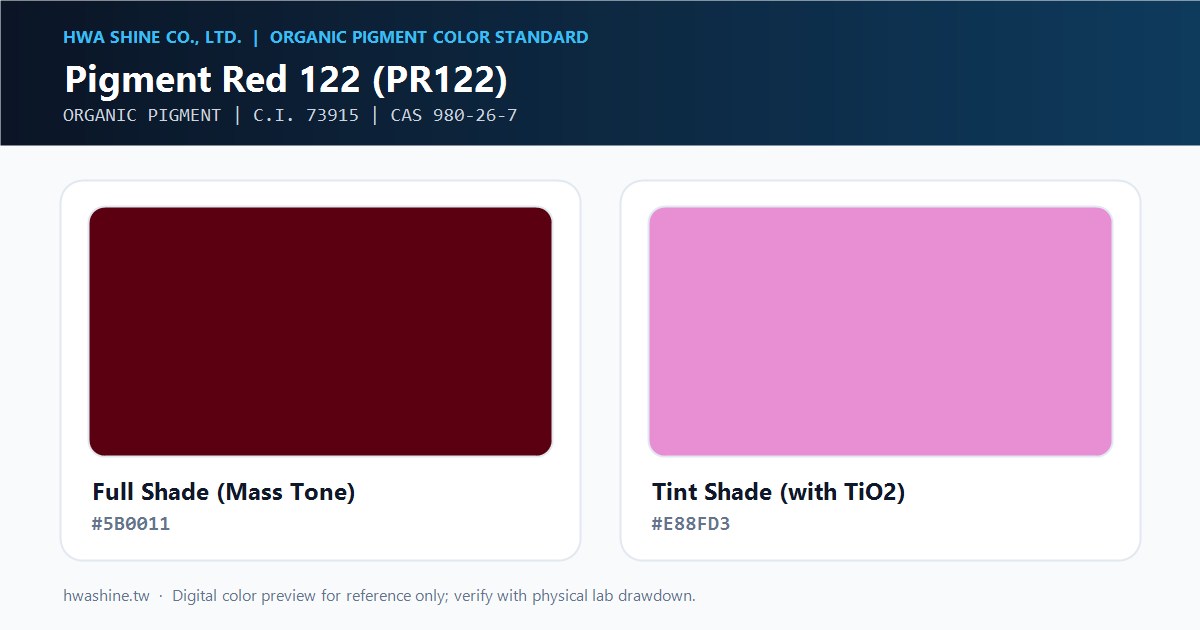 HWA SHINE CO., LTD. | ORGANIC PIGMENT COLOR STANDARD
Pigment Red 122 (PR122)
ORGANIC PIGMENT | C.I. 73915 | CAS 980-26-7
Full Shade (Mass Tone)
#5B0011
Tint Shade (with TiO2)
#E88FD3
hwashine.tw · Digital color preview for reference only; verify with physical lab drawdown.